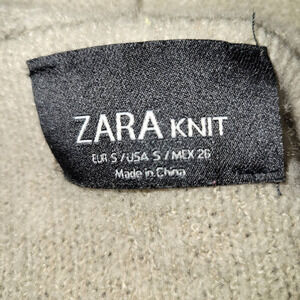 ZARA KNIT
EUR S / USA S / MEX 26
Made in China